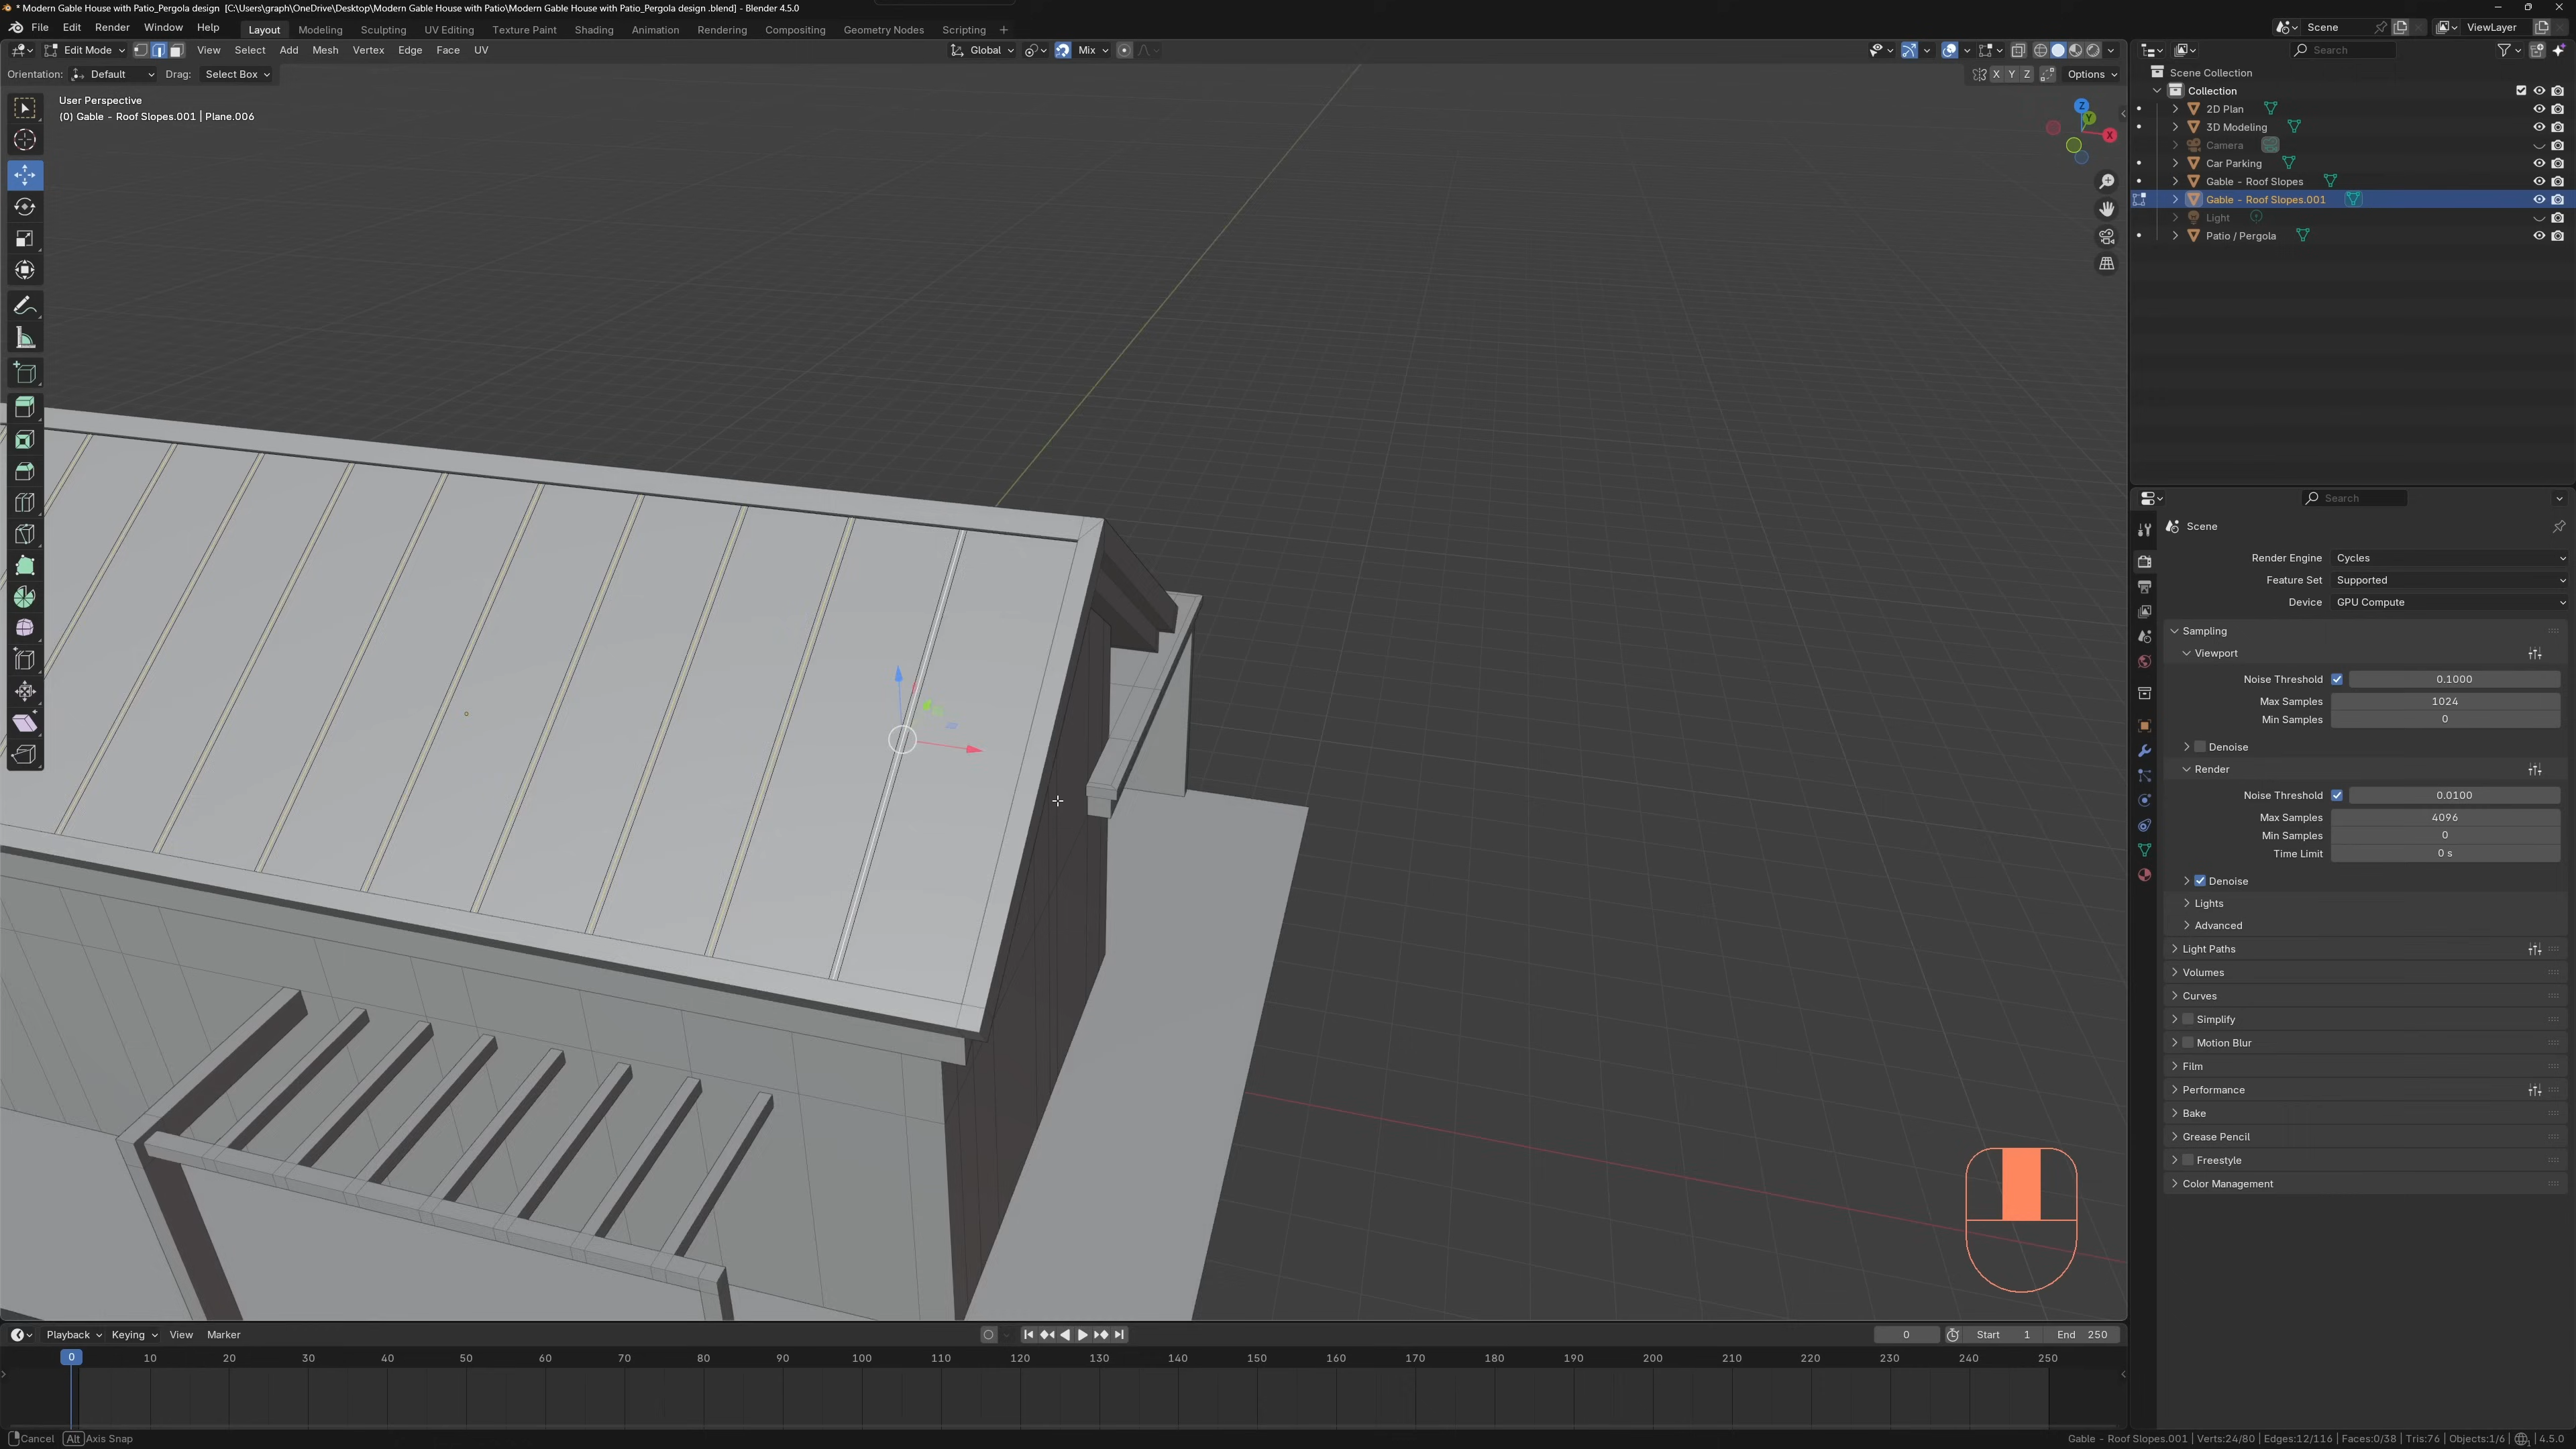 * Modern Gable House with Patio_Pergola design [C:\Users\graph\OneDrive\Desktop\Modern Gable House with Patio\Modern Gable House with Patio_Pergola design .blend] - Blender 4.5.0
File Edit Render Window Help Layout Modeling Sculpting UV Editing Texture Paint Shading Animation Rendering Compositing Geometry Nodes Scripting + Scene ViewLayer
Edit Mode View Select Add Mesh Vertex Edge Face UV Global Mix Search
Orientation: Default Drag: Select Box X Y Z Options
User Perspective
(0) Gable - Roof Slopes.001 | Plane.006
Z
Y
X
Scene Collection
Collection
2D Plan
3D Modeling
Camera
Car Parking
Gable - Roof Slopes
Gable - Roof Slopes.001
Light
Patio / Pergola
Search
Scene
Render Engine Cycles
Feature Set Supported
Device GPU Compute
Sampling
Viewport
Noise Threshold 0.1000
Max Samples 1024
Min Samples 0
Denoise
Render
Noise Threshold 0.0100
Max Samples 4096
Min Samples 0
Time Limit 0 s
Denoise
Lights
Advanced
Light Paths
Volumes
Curves
Simplify
Motion Blur
Film
Performance
Bake
Grease Pencil
Freestyle
Color Management
Playback Keying View Marker 0 Start 1 End 250
0 10 20 30 40 50 60 70 80 90 100 110 120 130 140 150 160 170 180 190 200 210 220 230 240 250
Cancel Alt Axis Snap
Gable - Roof Slopes.001 | Verts:24/80 | Edges:12/116 | Faces:0/38 | Tris:76 | Objects:1/6 | 4.5.0